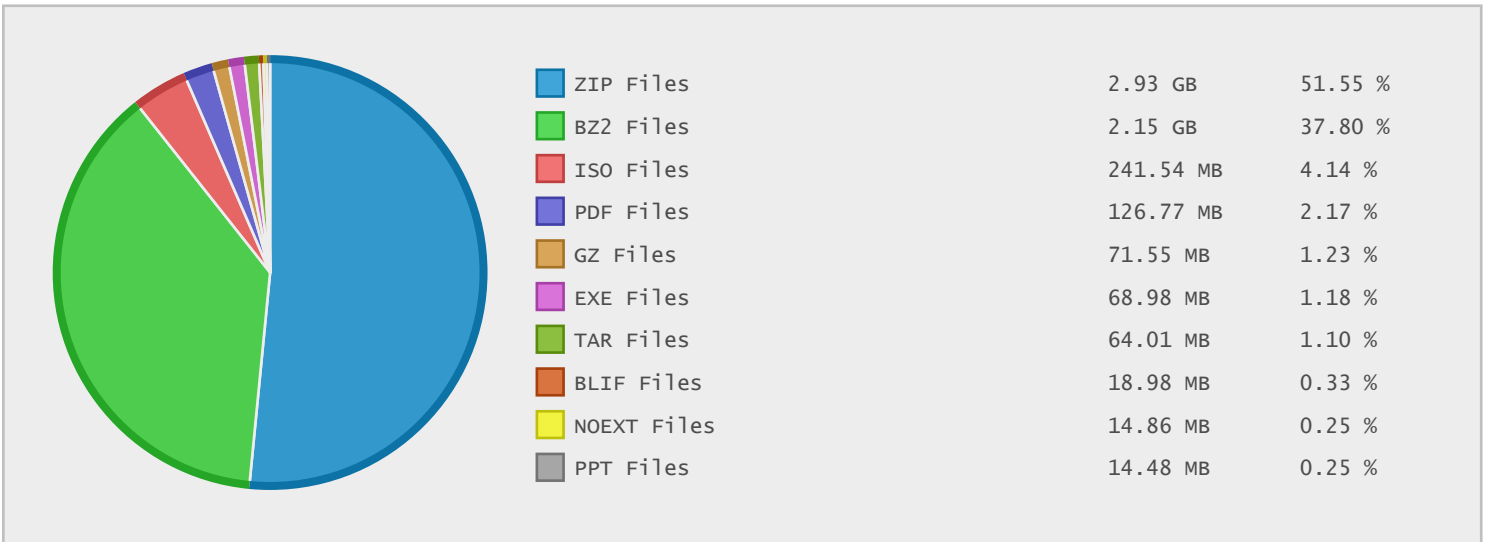 ZIP Files 2.93 GB 51.55 %
BZ2 Files 2.15 GB 37.80 %
ISO Files 241.54 MB 4.14 %
PDF Files 126.77 MB 2.17 %
GZ Files 71.55 MB 1.23 %
EXE Files 68.98 MB 1.18 %
TAR Files 64.01 MB 1.10 %
BLIF Files 18.98 MB 0.33 %
NOEXT Files 14.86 MB 0.25 %
PPT Files 14.48 MB 0.25 %